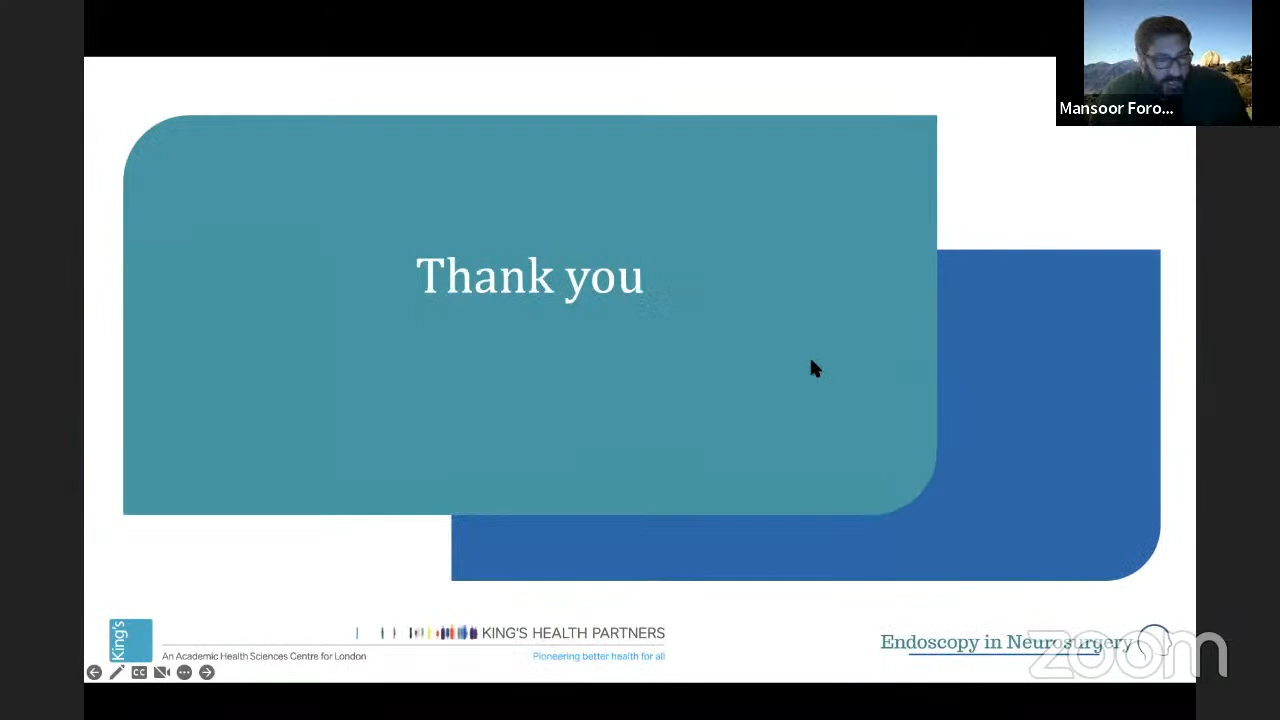 Mansoor Foro...
Thank you
King's
KING'S HEALTH PARTNERS
An Academic Health Sciences Centre for London
Pioneering better health for all
Endoscopy in Neurosurgery
zoom
CC